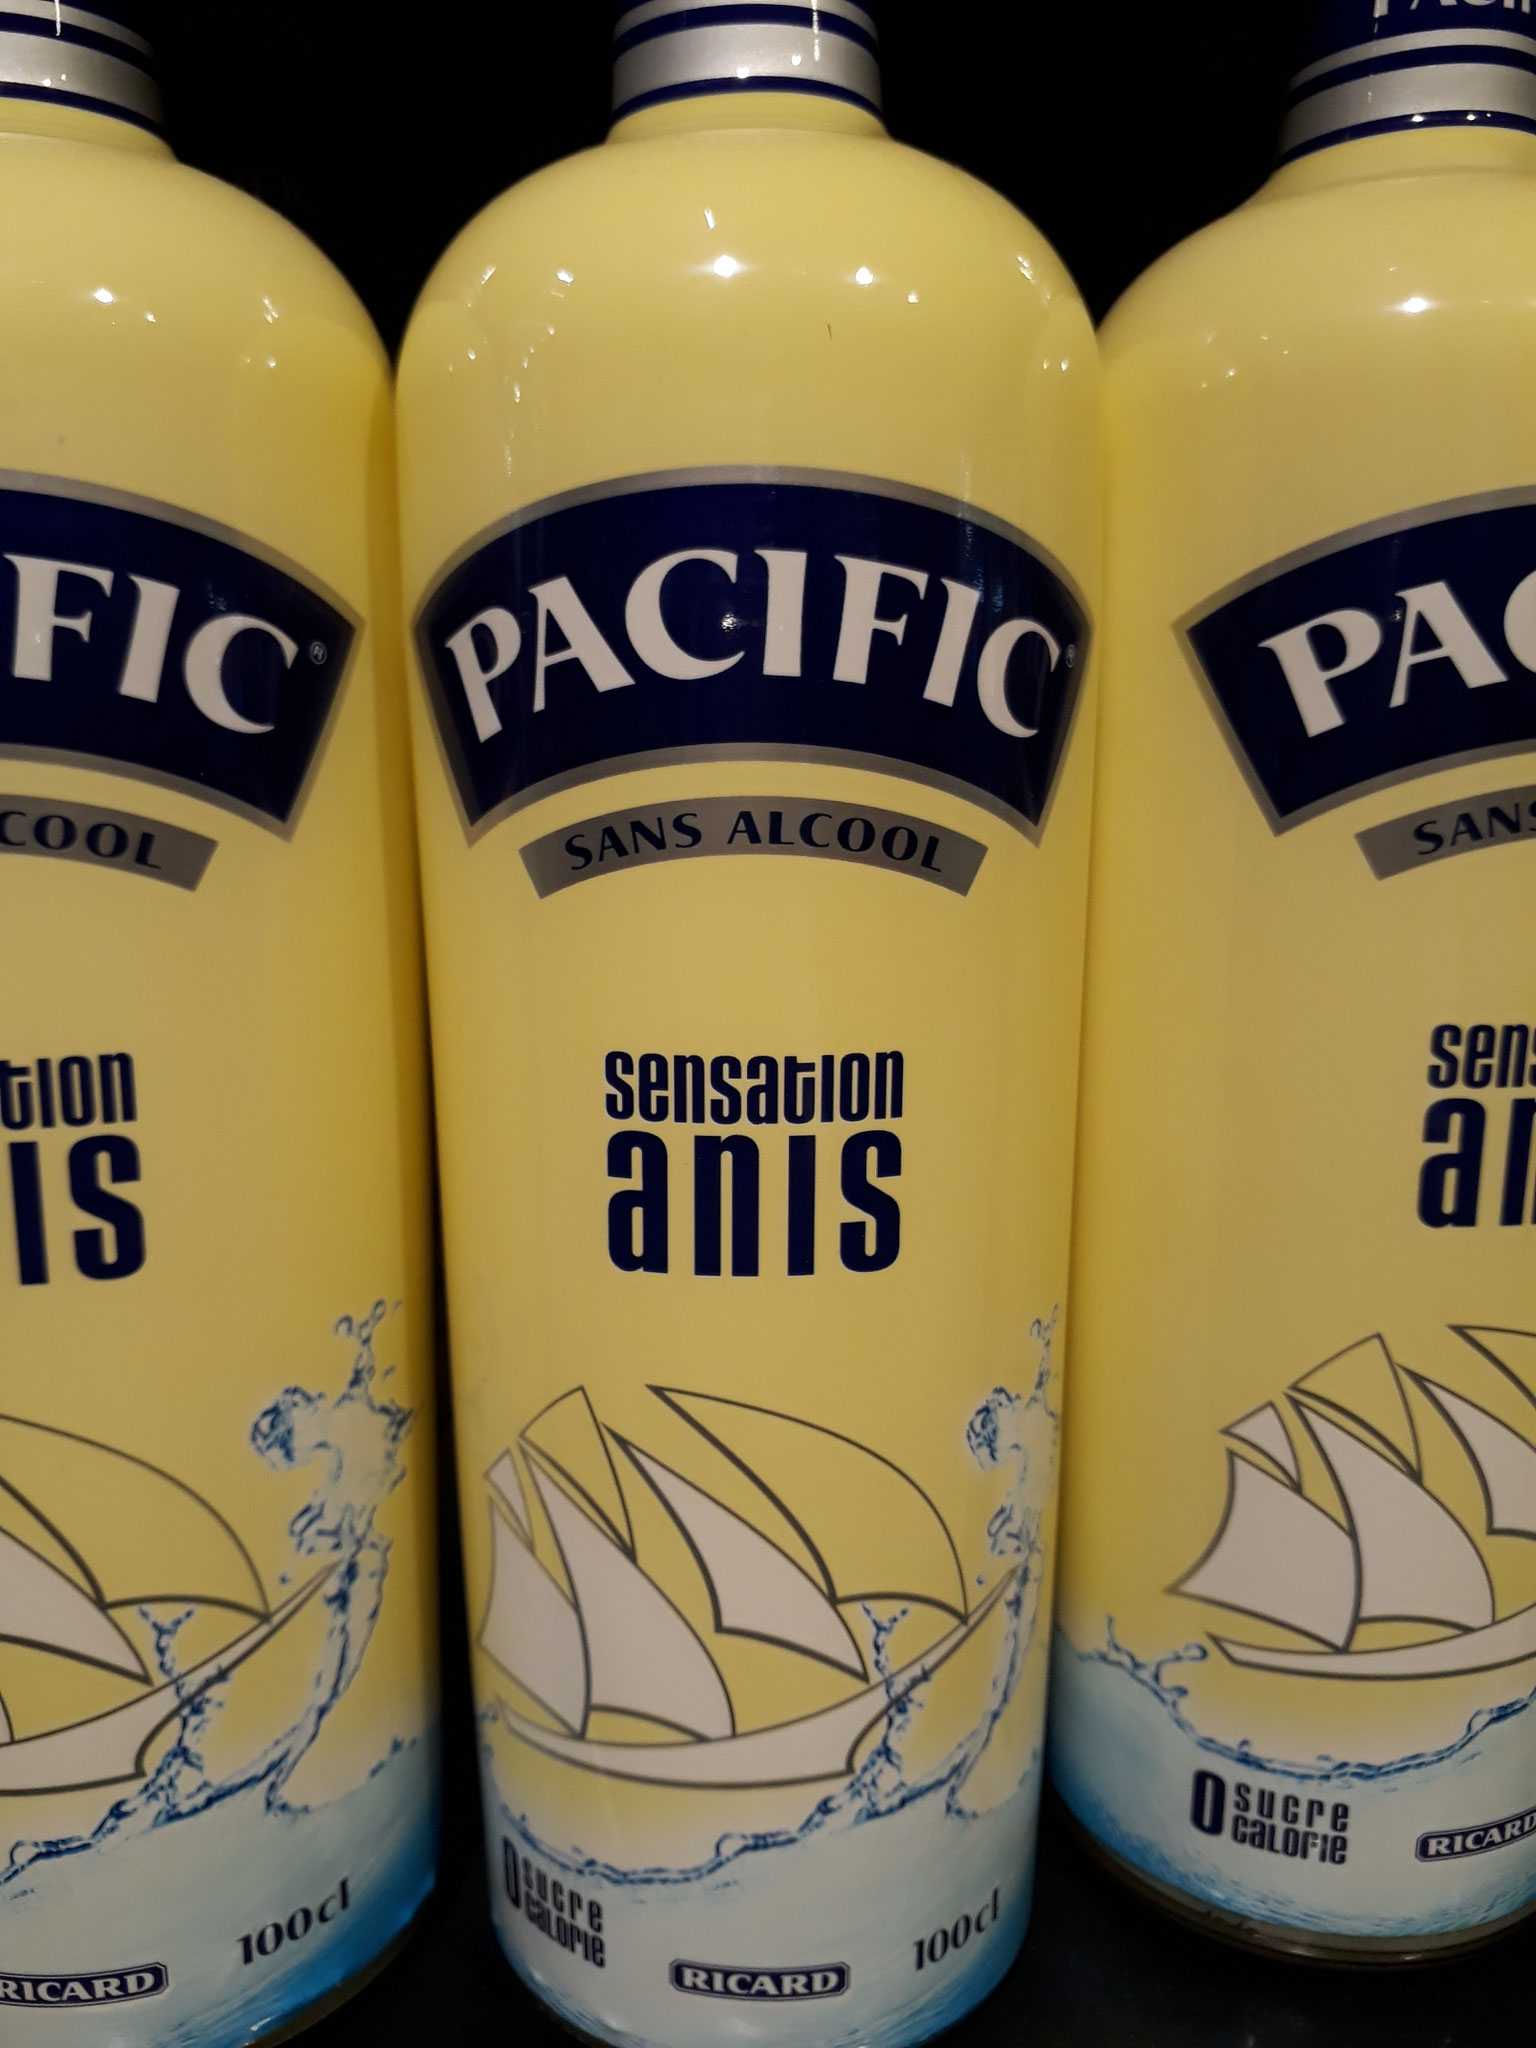 PACIFIC
SANS ALCOOL
sensation
anis
0 sucre
calorie
RICARD
100cl
FIC
COOL
tion
is
RICARD
100cl
PAC
SANS
sens
an
0 sucre
calorie
RICARD